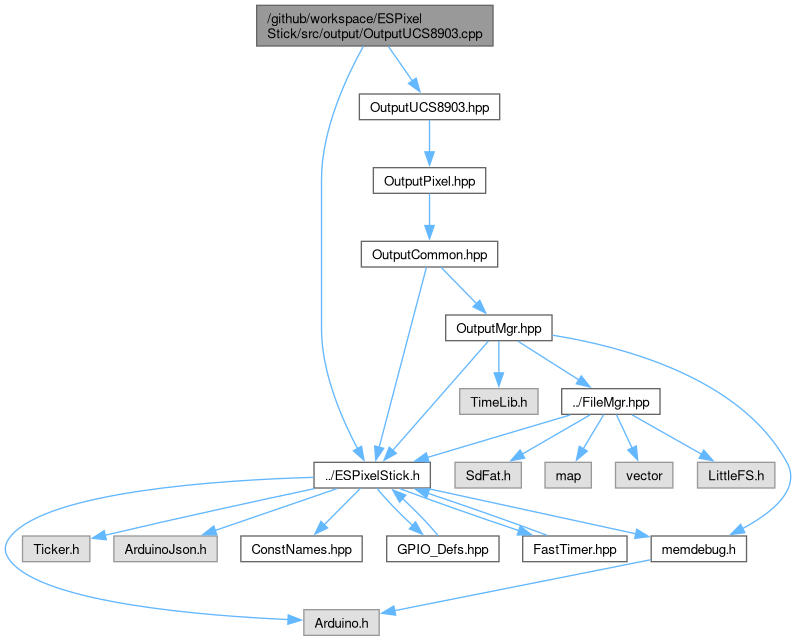 /github/workspace/ESPixel
Stick/src/output/OutputUCS8903.cpp
OutputUCS8903.hpp
OutputPixel.hpp
OutputCommon.hpp
OutputMgr.hpp
TimeLib.h
../FileMgr.hpp
../ESPixelStick.h
SdFat.h
map
vector
LittleFS.h
Ticker.h
ArduinoJson.h
ConstNames.hpp
GPIO_Defs.hpp
FastTimer.hpp
memdebug.h
Arduino.h